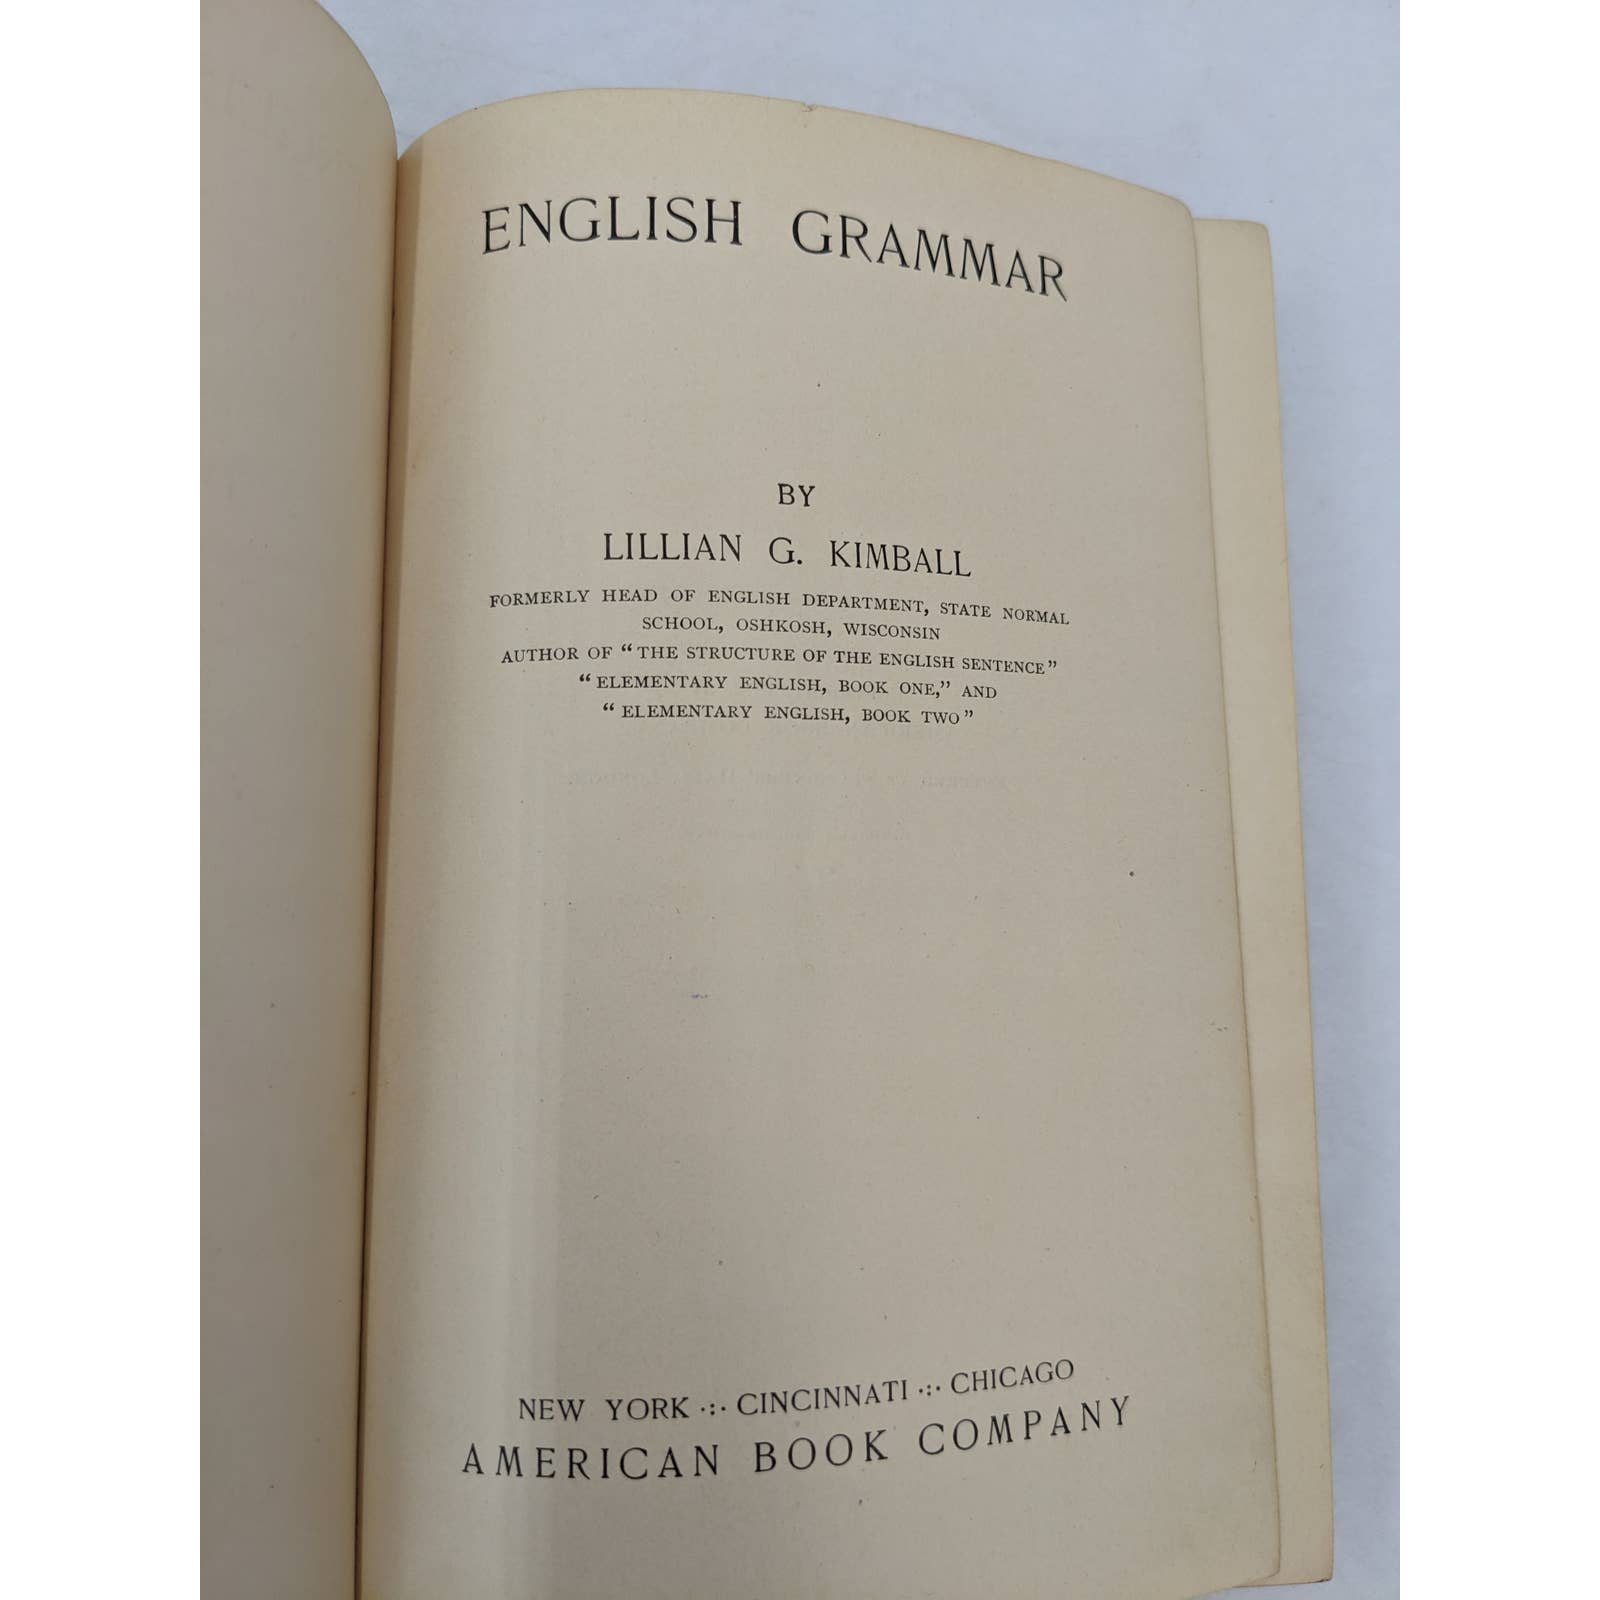 ENGLISH GRAMMAR
BY
LILLIAN G. KIMBALL
FORMERLY HEAD OF ENGLISH DEPARTMENT, STATE NORMAL
SCHOOL, OSHKOSH, WISCONSIN
AUTHOR OF “THE STRUCTURE OF THE ENGLISH SENTENCE”
“ELEMENTARY ENGLISH, BOOK ONE,” AND
“ELEMENTARY ENGLISH, BOOK TWO”
NEW YORK ·:· CINCINNATI ·:· CHICAGO
AMERICAN BOOK COMPANY